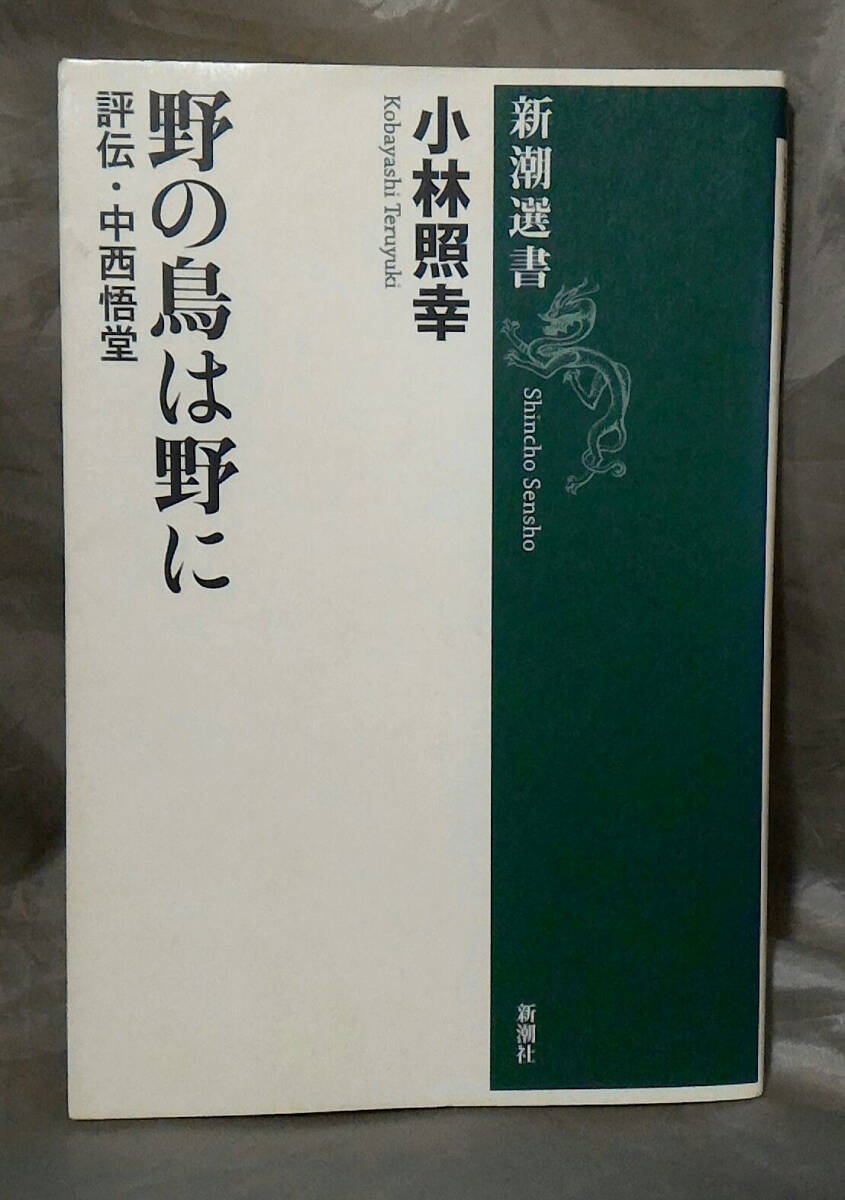 新潮選書
Shincho Sensho
新潮社
小林照幸
Kobayashi Teruyuki
野の鳥は野に
評伝・中西悟堂